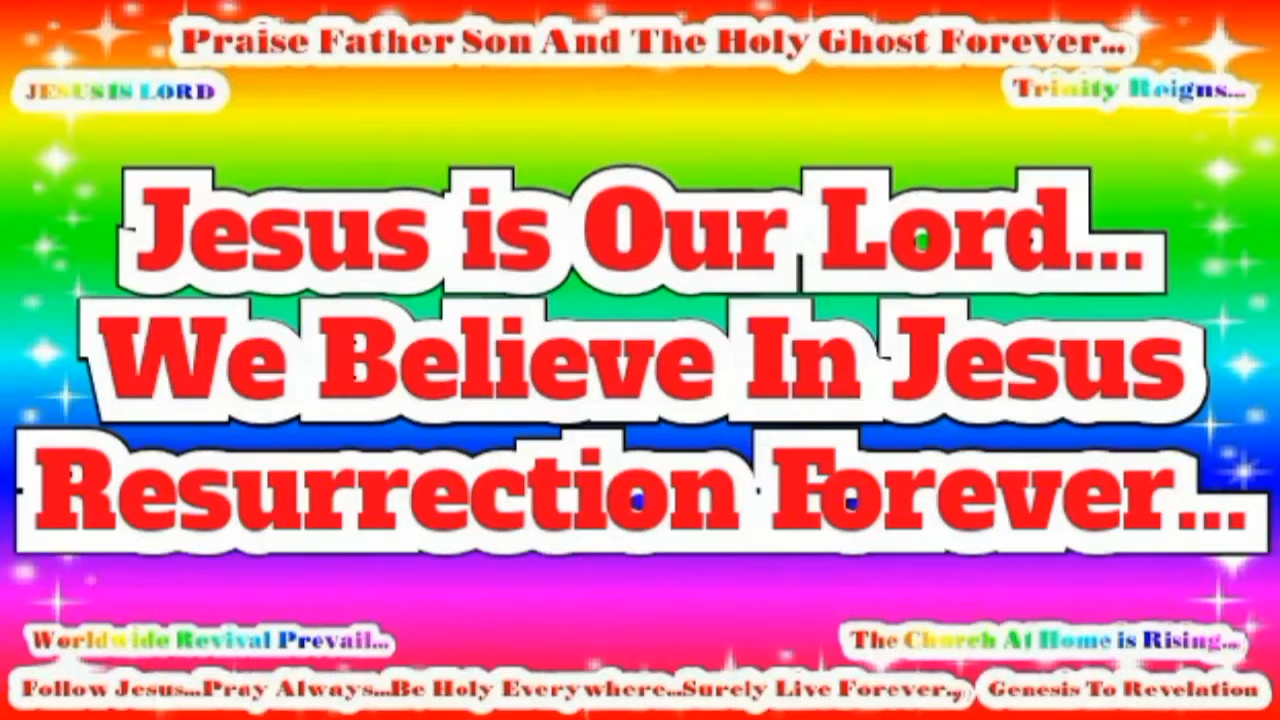 Praise Father Son And The Holy Ghost Forever...
JESUS IS LORD
Trinity Reigns...
Jesus is Our Lord...
We Believe In Jesus
Resurrection Forever...
Worldwide Revival Prevail...
The Church At Home is Rising...
Follow Jesus...Pray Always...Be Holy Everywhere...Surely Live Forever..,
Genesis To Revelation